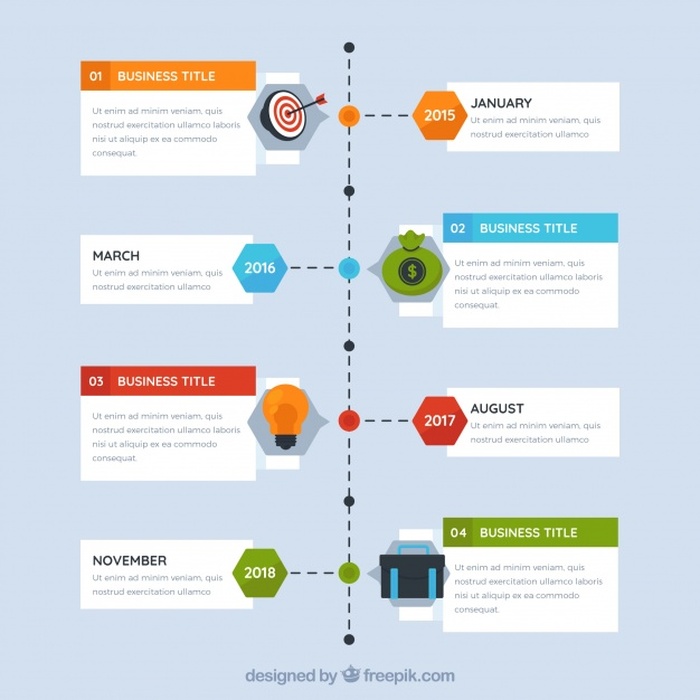 01 BUSINESS TITLE
Ut enim ad minim veniam, quis
nostrud exercitation ullamco laboris
nisi ut aliquip ex ea commodo
consequat.
2015
JANUARY
Ut enim ad minim veniam, quis
nostrud exercitation ullamco
MARCH
Ut enim ad minim veniam, quis
nostrud exercitation ullamco
2016
$
02 BUSINESS TITLE
Ut enim ad minim veniam, quis
nostrud exercitation ullamco laboris
nisi ut aliquip ex ea commodo
consequat.
03 BUSINESS TITLE
Ut enim ad minim veniam, quis
nostrud exercitation ullamco laboris
nisi ut aliquip ex ea commodo
consequat.
2017
AUGUST
Ut enim ad minim veniam, quis
nostrud exercitation ullamco
NOVEMBER
Ut enim ad minim veniam, quis
nostrud exercitation ullamco
2018
04 BUSINESS TITLE
Ut enim ad minim veniam, quis
nostrud exercitation ullamco laboris
nisi ut aliquip ex ea commodo
consequat.
designed by freepik.com